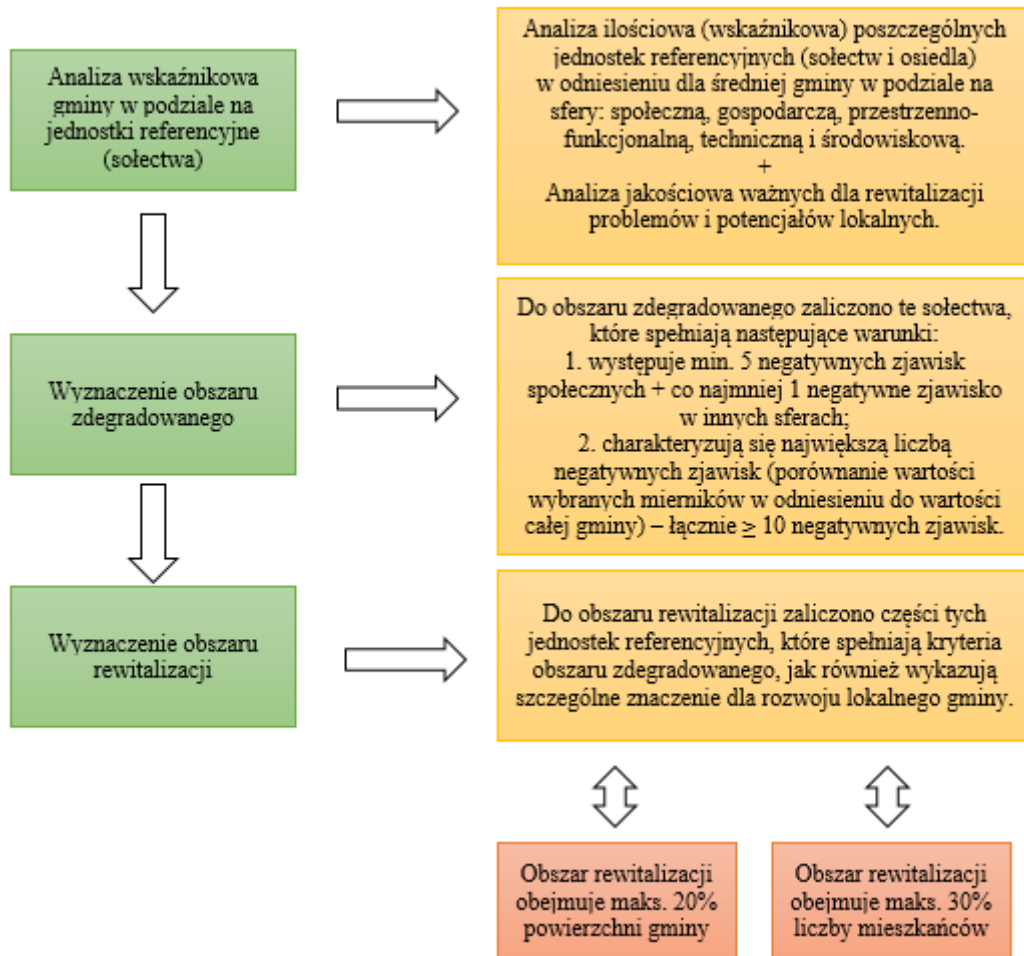 Analiza wskaźnikowa
gminy w podziale na
jednostki referencyjne
(sołectwa)
Analiza ilościowa (wskaźnikowa) poszczególnych
jednostek referencyjnych (sołectw i osiedla)
w odniesieniu dla średniej gminy w podziale na
sfery: społeczną, gospodarczą, przestrzenno-
funkcjonalną, techniczną i środowiskową.
+
Analiza jakościowa ważnych dla rewitalizacji
problemów i potencjałów lokalnych.
Wyznaczenie obszaru
zdegradowanego
Do obszaru zdegradowanego zaliczono te sołectwa,
które spełniają następujące warunki:
1. występuje min. 5 negatywnych zjawisk
społecznych + co najmniej 1 negatywne zjawisko
w innych sferach;
2. charakteryzują się największą liczbą
negatywnych zjawisk (porównanie wartości
wybranych mierników w odniesieniu do wartości
całej gminy) – łącznie ≥ 10 negatywnych zjawisk.
Wyznaczenie obszaru
rewitalizacji
Do obszaru rewitalizacji zaliczono części tych
jednostek referencyjnych, które spełniają kryteria
obszaru zdegradowanego, jak również wykazują
szczególne znaczenie dla rozwoju lokalnego gminy.
Obszar rewitalizacji
obejmuje maks. 20%
powierzchni gminy
Obszar rewitalizacji
obejmuje maks. 30%
liczby mieszkańców